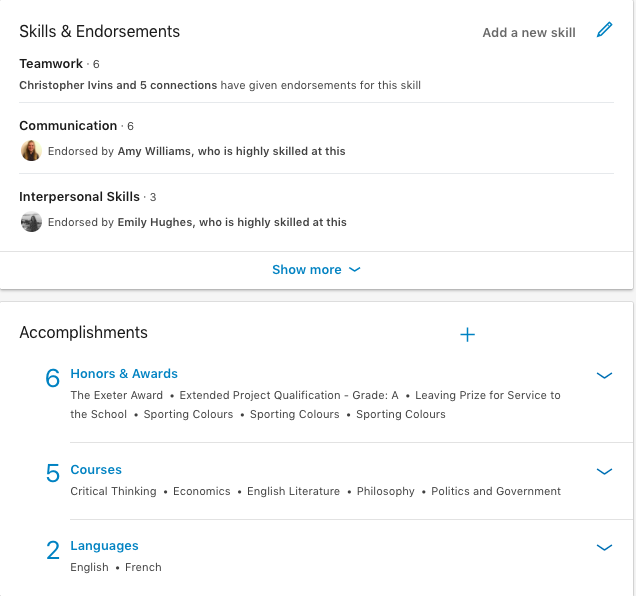 Skills & Endorsements
Add a new skill
Teamwork · 6
Christopher Ivins and 5 connections have given endorsements for this skill
Communication · 6
Endorsed by Amy Williams, who is highly skilled at this
Interpersonal Skills · 3
Endorsed by Emily Hughes, who is highly skilled at this
Show more
Accomplishments
6 Honors & Awards
The Exeter Award • Extended Project Qualification - Grade: A • Leaving Prize for Service to
the School • Sporting Colours • Sporting Colours • Sporting Colours
5 Courses
Critical Thinking • Economics • English Literature • Philosophy • Politics and Government
2 Languages
English • French